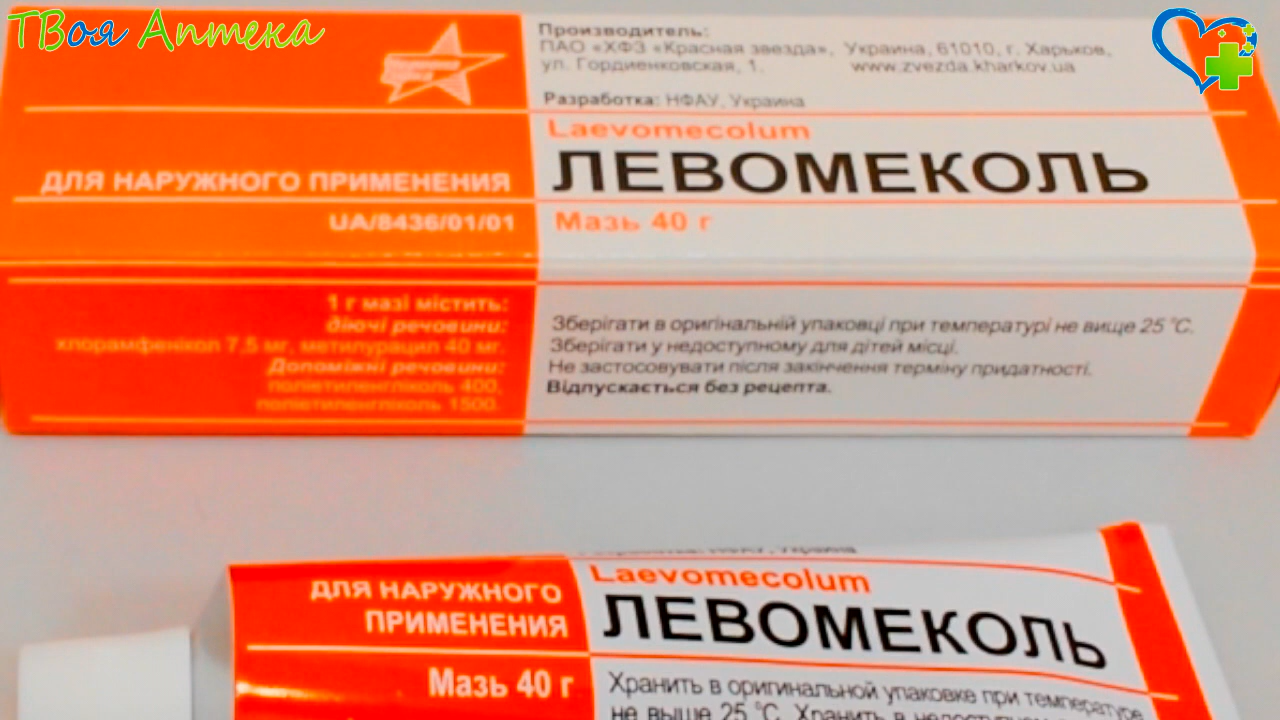 ТВоя Аптека
Производитель:
ПАО «ХФЗ «Красная звезда», Украина, 61010, г. Харьков,
ул. Гордиенковская, 1. www.zvezda.kharkov.ua
Разработка: НФАУ, Украина
Laevomecolum
ДЛЯ НАРУЖНОГО ПРИМЕНЕНИЯ
ЛЕВОМЕКОЛЬ
UA/8436/01/01
Мазь 40 г
1 г мазі містить:
діючі речовини:
хлорамфенікол 7,5 мг, метилурацил 40 мг.
Допоміжні речовини:
поліетиленгліколь 400,
поліетиленгліколь 1500.
Зберігати в оригінальній упаковці при температурі не вище 25 °С.
Зберігати у недоступному для дітей місці.
Не застосовувати після закінчення терміну придатності.
Відпускається без рецепта.
Laevomecolum
ДЛЯ НАРУЖНОГО
ПРИМЕНЕНИЯ
ЛЕВОМЕКОЛЬ
Мазь 40 г
Хранить в оригинальной упаковке при температуре
не выше 25 °С. Хранить в недоступном